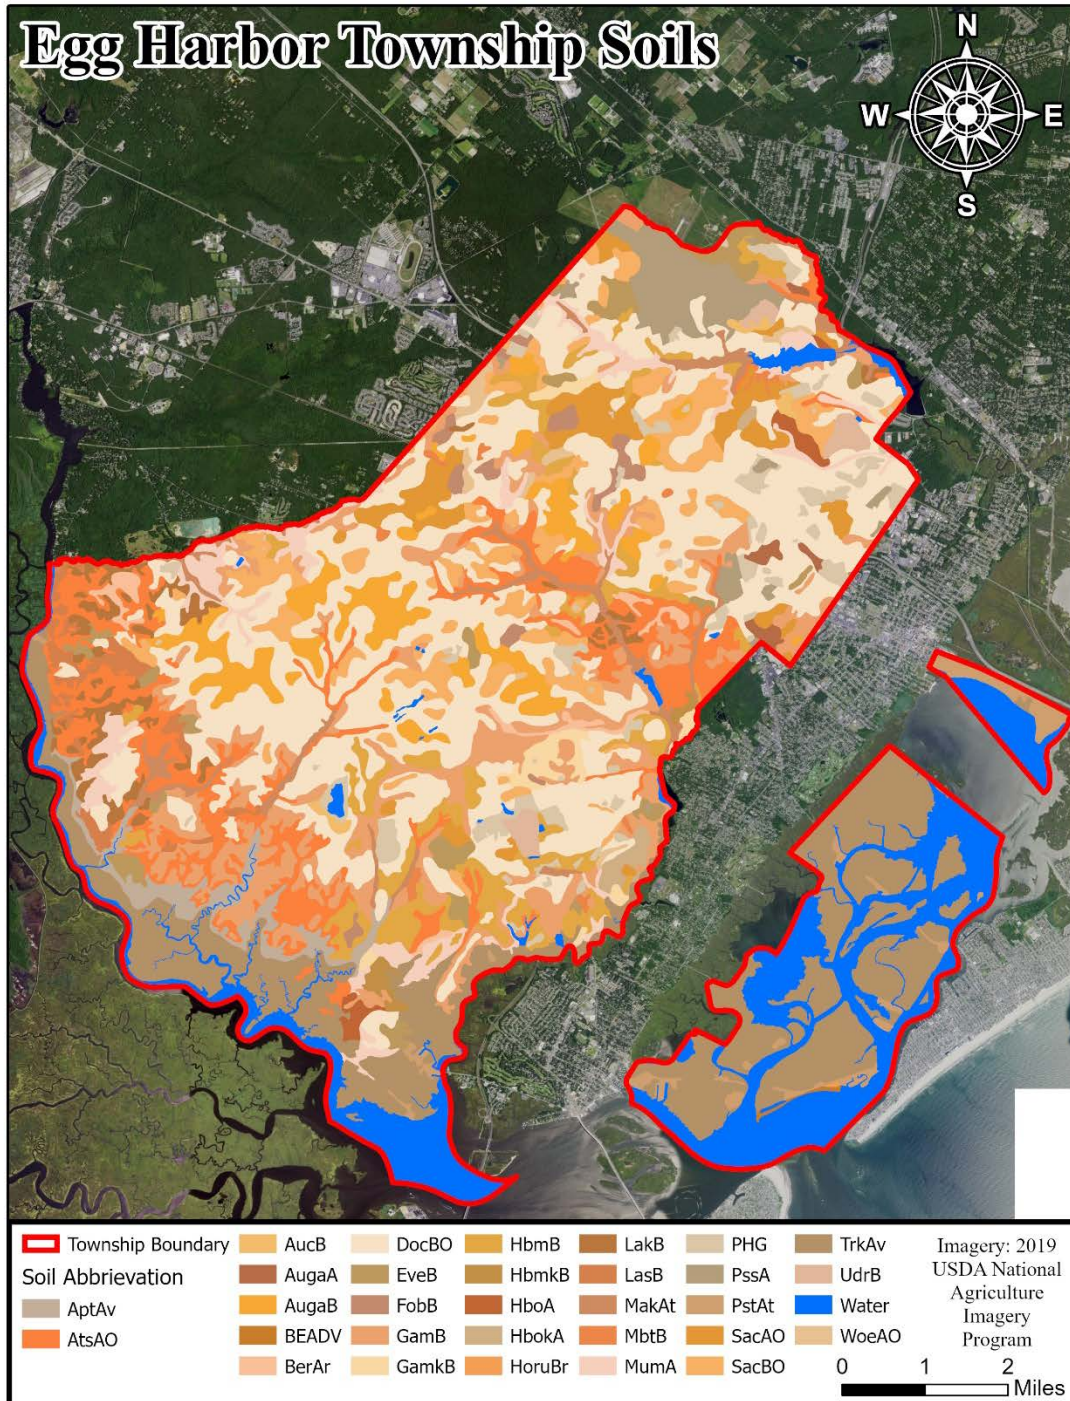 Egg Harbor Township Soils
N
W E
S
Township Boundary
Soil Abbrievation
AptAv
AtsAO
AucB
AugaA
AugaB
BEADV
BerAr
DocBO
EveB
FobB
GamB
GamkB
HbmB
HbmkB
HboA
HbokA
HoruBr
LakB
LasB
MakAt
MbtB
MumA
PHG
PssA
PstAt
SacAO
SacBO
TrkAv
UdrB
Water
WoeAO
Imagery: 2019
USDA National
Agriculture
Imagery
Program
0 1 2
Miles